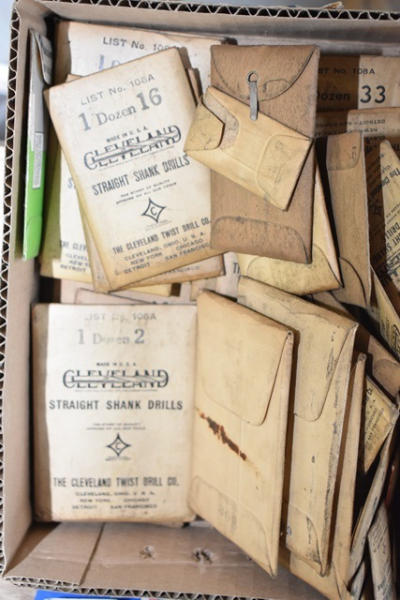 LIST No. 108A
1 Dozen 16
MADE IN U.S.A.
CLEVELAND
STRAIGHT SHANK DRILLS
C
THE CLEVELAND TWIST DRILL CO.
CLEVELAND, OHIO, U.S.A.
NEW YORK CHICAGO
DETROIT SAN FRANCISCO
LIST No. 108A
1 Dozen 2
MADE IN U.S.A.
CLEVELAND
STRAIGHT SHANK DRILLS
C
THE CLEVELAND TWIST DRILL CO.
CLEVELAND, OHIO, U.S.A.
NEW YORK CHICAGO
DETROIT SAN FRANCISCO
LIST No. 108A
108A
Dozen 33